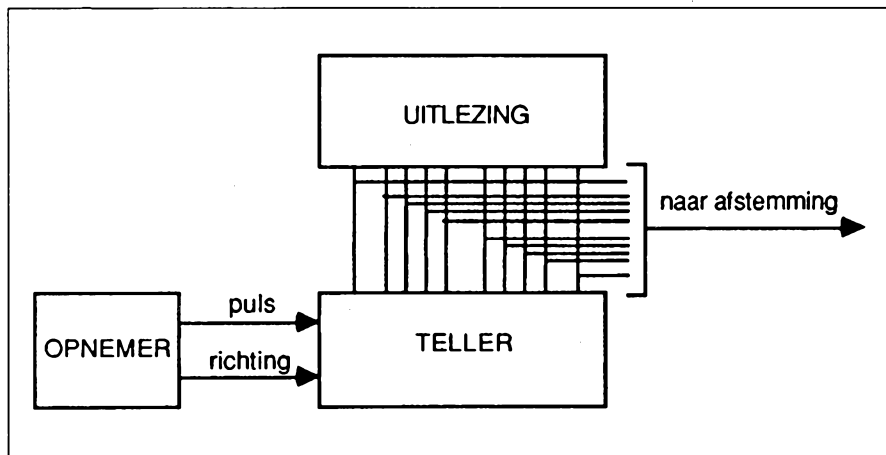 UITLEZING
naar afstemming
puls
OPNEMER
TELLER
richting